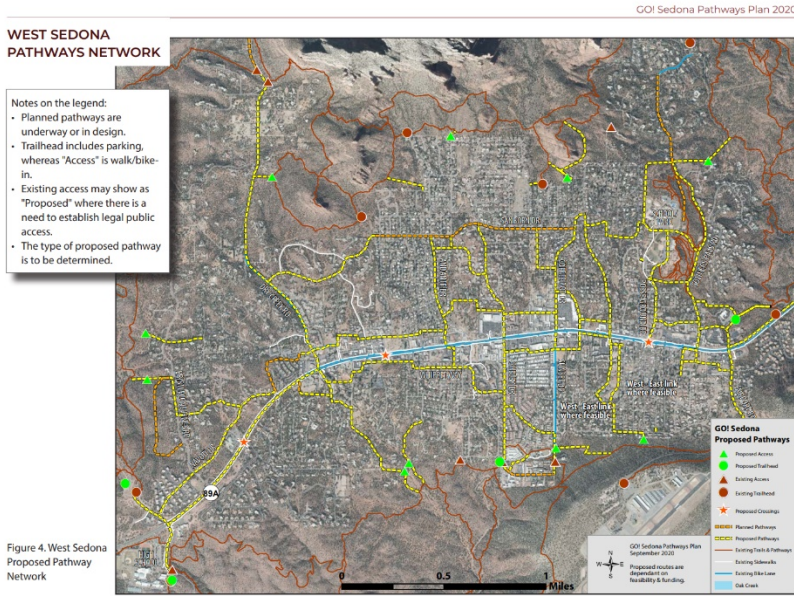 GO! Sedona Pathways Plan 2020
WEST SEDONA
PATHWAYS NETWORK
Notes on the legend:
• Planned pathways are
underway or in design.
• Trailhead includes parking,
whereas "Access" is walk/bike-
in.
• Existing access may show as
"Proposed" where there is a
need to establish legal public
access.
• The type of proposed pathway
is to be determined.
West-East link
where feasible
West-East link
where feasible
89A
GO! Sedona
Proposed Pathways
Proposed Access
Proposed Trailhead
Existing Access
Existing Trailhead
Proposed Crossings
Planned Pathways
Proposed Pathways
Existing Trails & Pathways
Existing Sidewalks
Existing Bike Lane
Oak Creek
GO! Sedona Pathways Plan
September 2020
Proposed routes are
dependant on
feasibility & funding.
N
W E
S
0 0.5 1
Miles
Figure 4. West Sedona
Proposed Pathway
Network